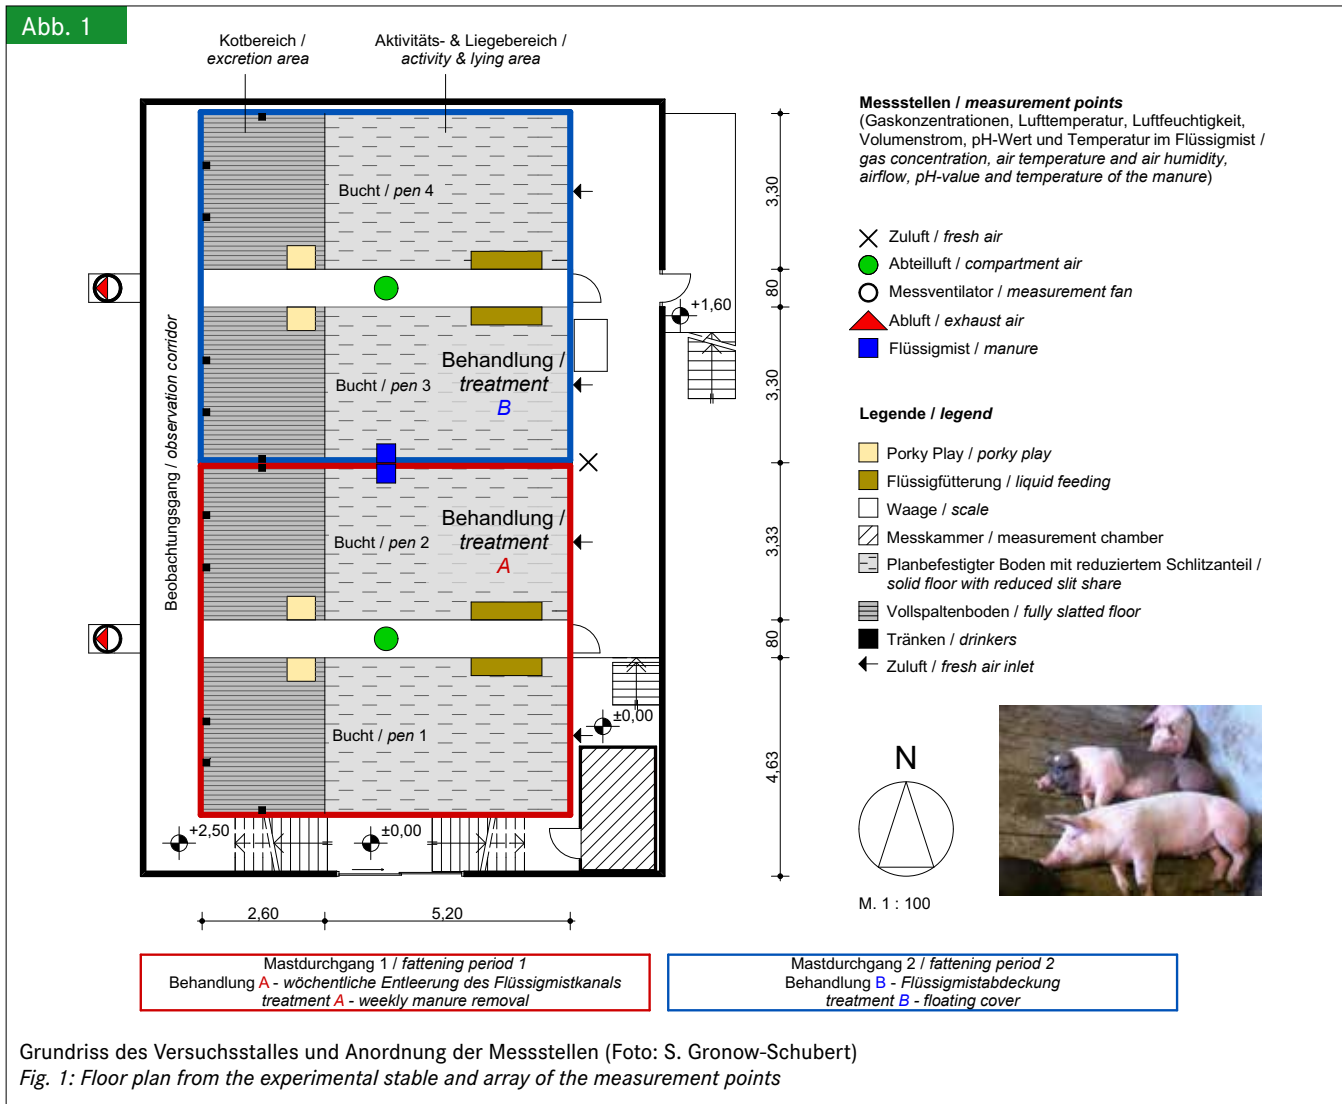 Abb. 1
Kotbereich /
excretion area
Aktivitäts- & Liegebereich /
activity & lying area
Bucht / pen 4
Bucht / pen 3
Behandlung /
treatment
B
Bucht / pen 2
Behandlung /
treatment
A
Bucht / pen 1
Beobachtungsgang / observation corridor
+1,60
±0,00
+2,50
±0,00
2,60
5,20
3,30
80
3,30
3,33
80
4,63
Messstellen / measurement points
(Gaskonzentrationen, Lufttemperatur, Luftfeuchtigkeit,
Volumenstrom, pH-Wert und Temperatur im Flüssigmist /
gas concentration, air temperature and air humidity,
airflow, pH-value and temperature of the manure)
Zuluft / fresh air
Abteilluft / compartment air
Messventilator / measurement fan
Abluft / exhaust air
Flüssigmist / manure
Legende / legend
Porky Play / porky play
Flüssigfütterung / liquid feeding
Waage / scale
Messkammer / measurement chamber
Planbefestigter Boden mit reduziertem Schlitzanteil /
solid floor with reduced slit share
Vollspaltenboden / fully slatted floor
Tränken / drinkers
Zuluft / fresh air inlet
N
M. 1 : 100
Mastdurchgang 1 / fattening period 1
Behandlung A - wöchentliche Entleerung des Flüssigmistkanals
treatment A - weekly manure removal
Mastdurchgang 2 / fattening period 2
Behandlung B - Flüssigmistabdeckung
treatment B - floating cover
Grundriss des Versuchsstalles und Anordnung der Messstellen (Foto: S. Gronow-Schubert)
Fig. 1: Floor plan from the experimental stable and array of the measurement points